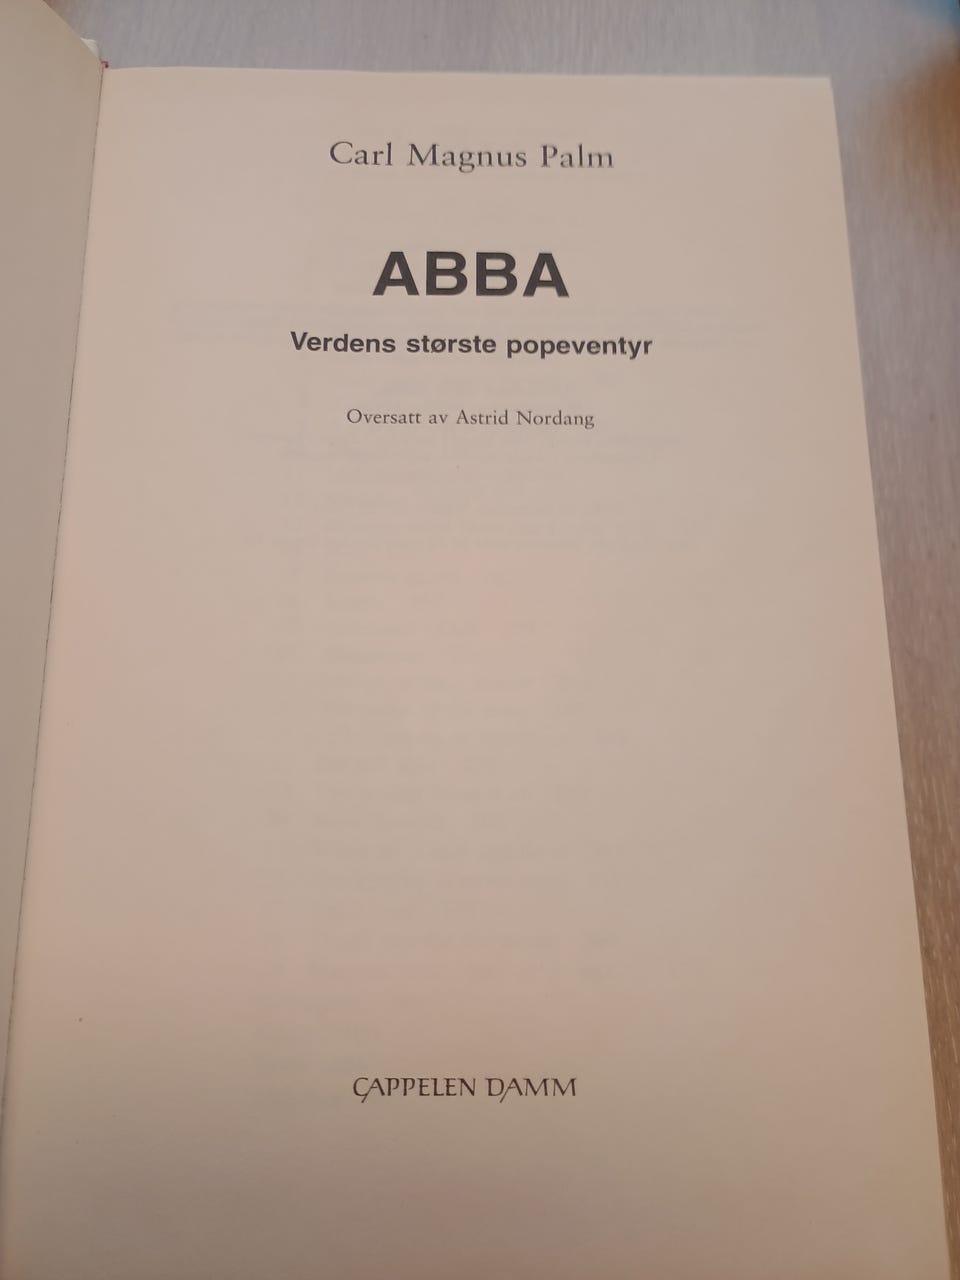 Carl Magnus Palm
ABBA
Verdens største popeventyr
Oversatt av Astrid Nordang
CAPPELEN DAMM